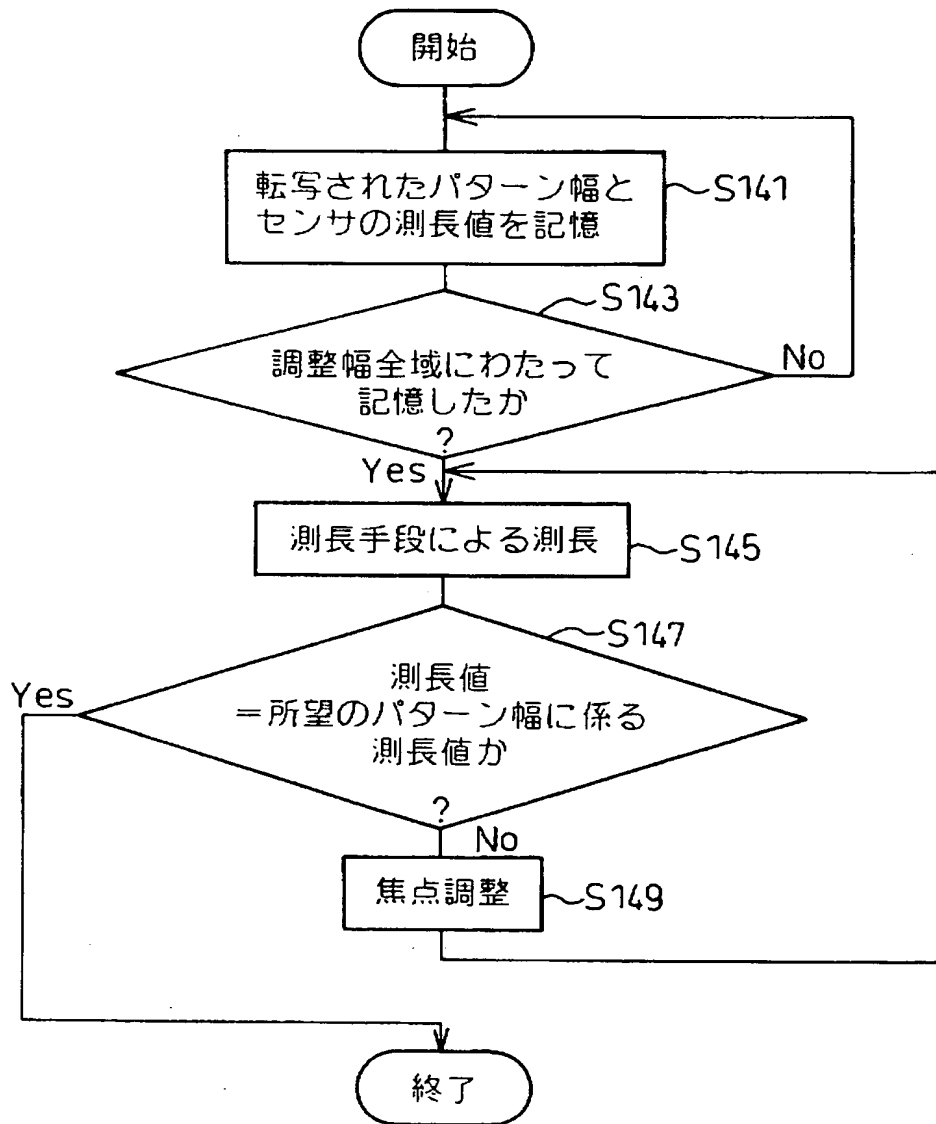 開始
転写されたパターン幅と
センサの測長値を記憶
S141
S143
調整幅全域にわたって
記憶したか
?
No
Yes
測長手段による測長
S145
S147
Yes
測長値
=所望のパターン幅に係る
測長値か
?
No
焦点調整
S149
終了